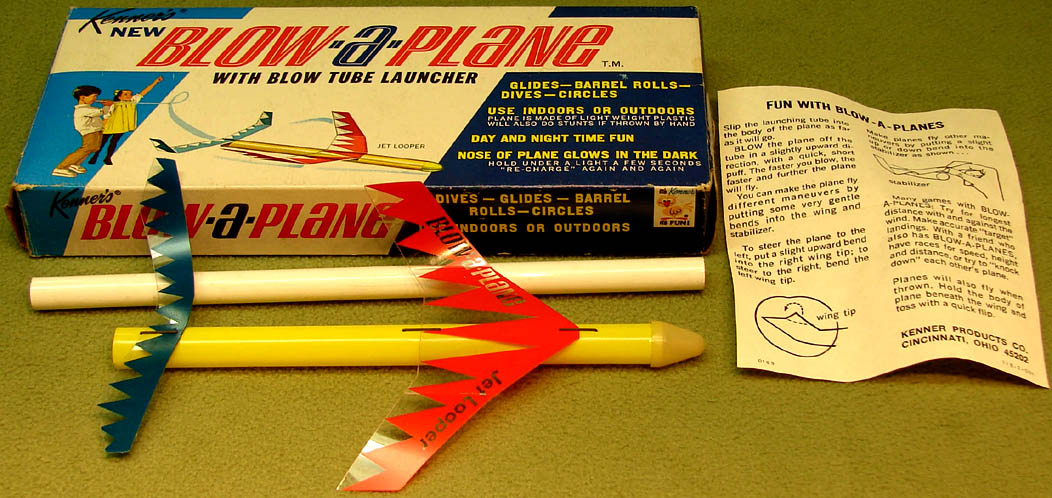 Kenner's®
NEW BLOW-a-PLANE T.M.
WITH BLOW TUBE LAUNCHER
GLIDES—BARREL ROLLS—
DIVES—CIRCLES
USE INDOORS OR OUTDOORS
PLANE IS MADE OF LIGHTWEIGHT PLASTIC
WILL ALSO DO STUNTS IF THROWN BY HAND
DAY AND NIGHT TIME FUN
NOSE OF PLANE GLOWS IN THE DARK
HOLD UNDER A LIGHT A FEW SECONDS
"RE-CHARGE" AGAIN AND AGAIN
JET LOOPER
Kenner's®
BLOW-a-PLANE
DIVES—GLIDES—BARREL
ROLLS—CIRCLES
INDOORS OR OUTDOORS
Kenner's
IS FUN!
BLOW-A-PLANE
Jet Looper
FUN WITH BLOW-A-PLANES
Slip the launching tube into
the body of the plane as far
as it will go.
BLOW the plane off the
tube in a slightly upward di-
rection, with a quick, short
puff. The faster you blow, the
faster and further the plane
will fly.
You can make the plane fly
different maneuvers by
putting some very gentle
bends into the wing and
stabilizer.
To steer the plane to the
left, put a slight upward bend
into the right wing tip; to
steer to the right, bend the
left wing tip.
wing tip
Make planes fly other ma-
neuvers by putting a slight
up or down bend into the
stabilizer as shown
stabilizer
Many games with BLOW-
A-PLANES: Try for longest
distance with and against the
wind. Make accurate "target"
landings. With a friend who
also has BLOW-A-PLANES,
have races for speed, height
and distance, or try to "knock
down" each other's plane.
Planes will also fly when
thrown. Hold the body of
plane beneath the wing and
toss with a quick flip.
KENNER PRODUCTS CO.
CINCINNATI, OHIO 45202